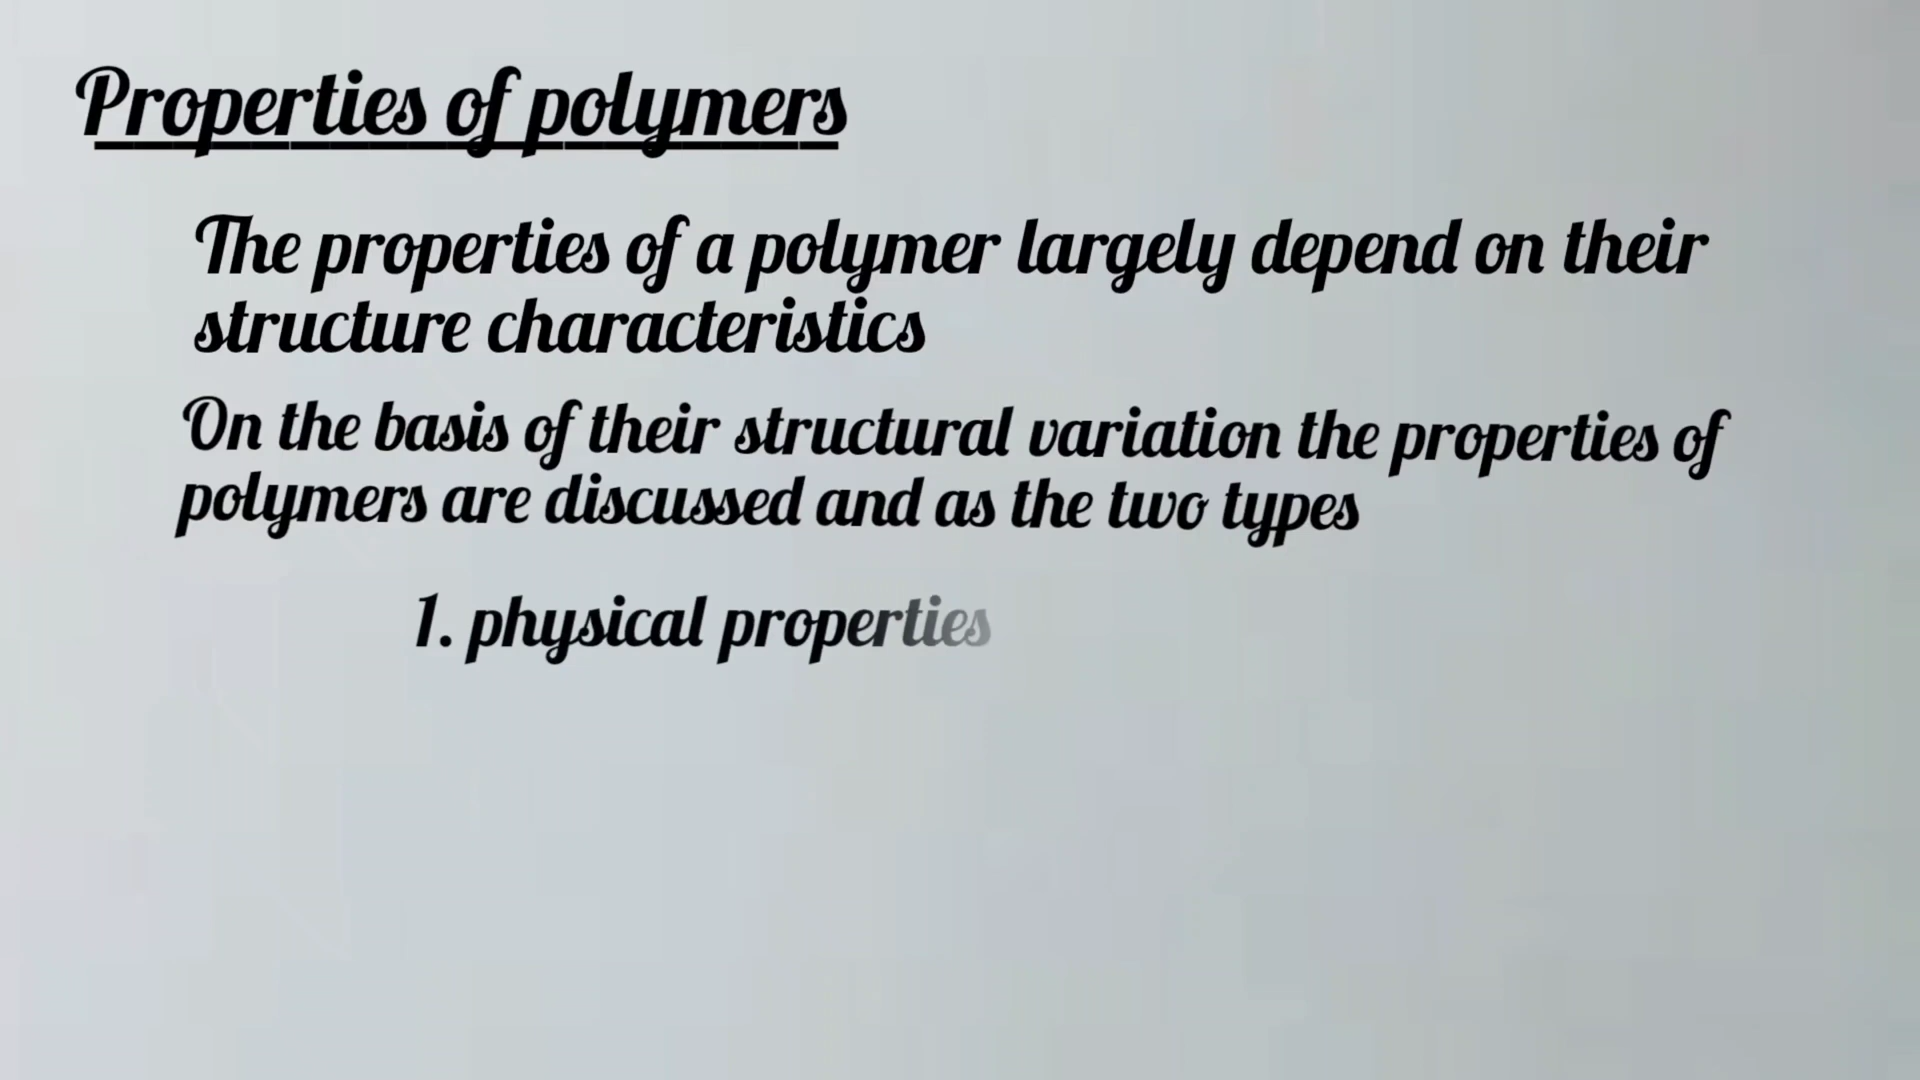 Properties of polymers
The properties of a polymer largely depend on their
structure characteristics
On the basis of their structural variation the properties of
polymers are discussed and as the two types
1. physical properties